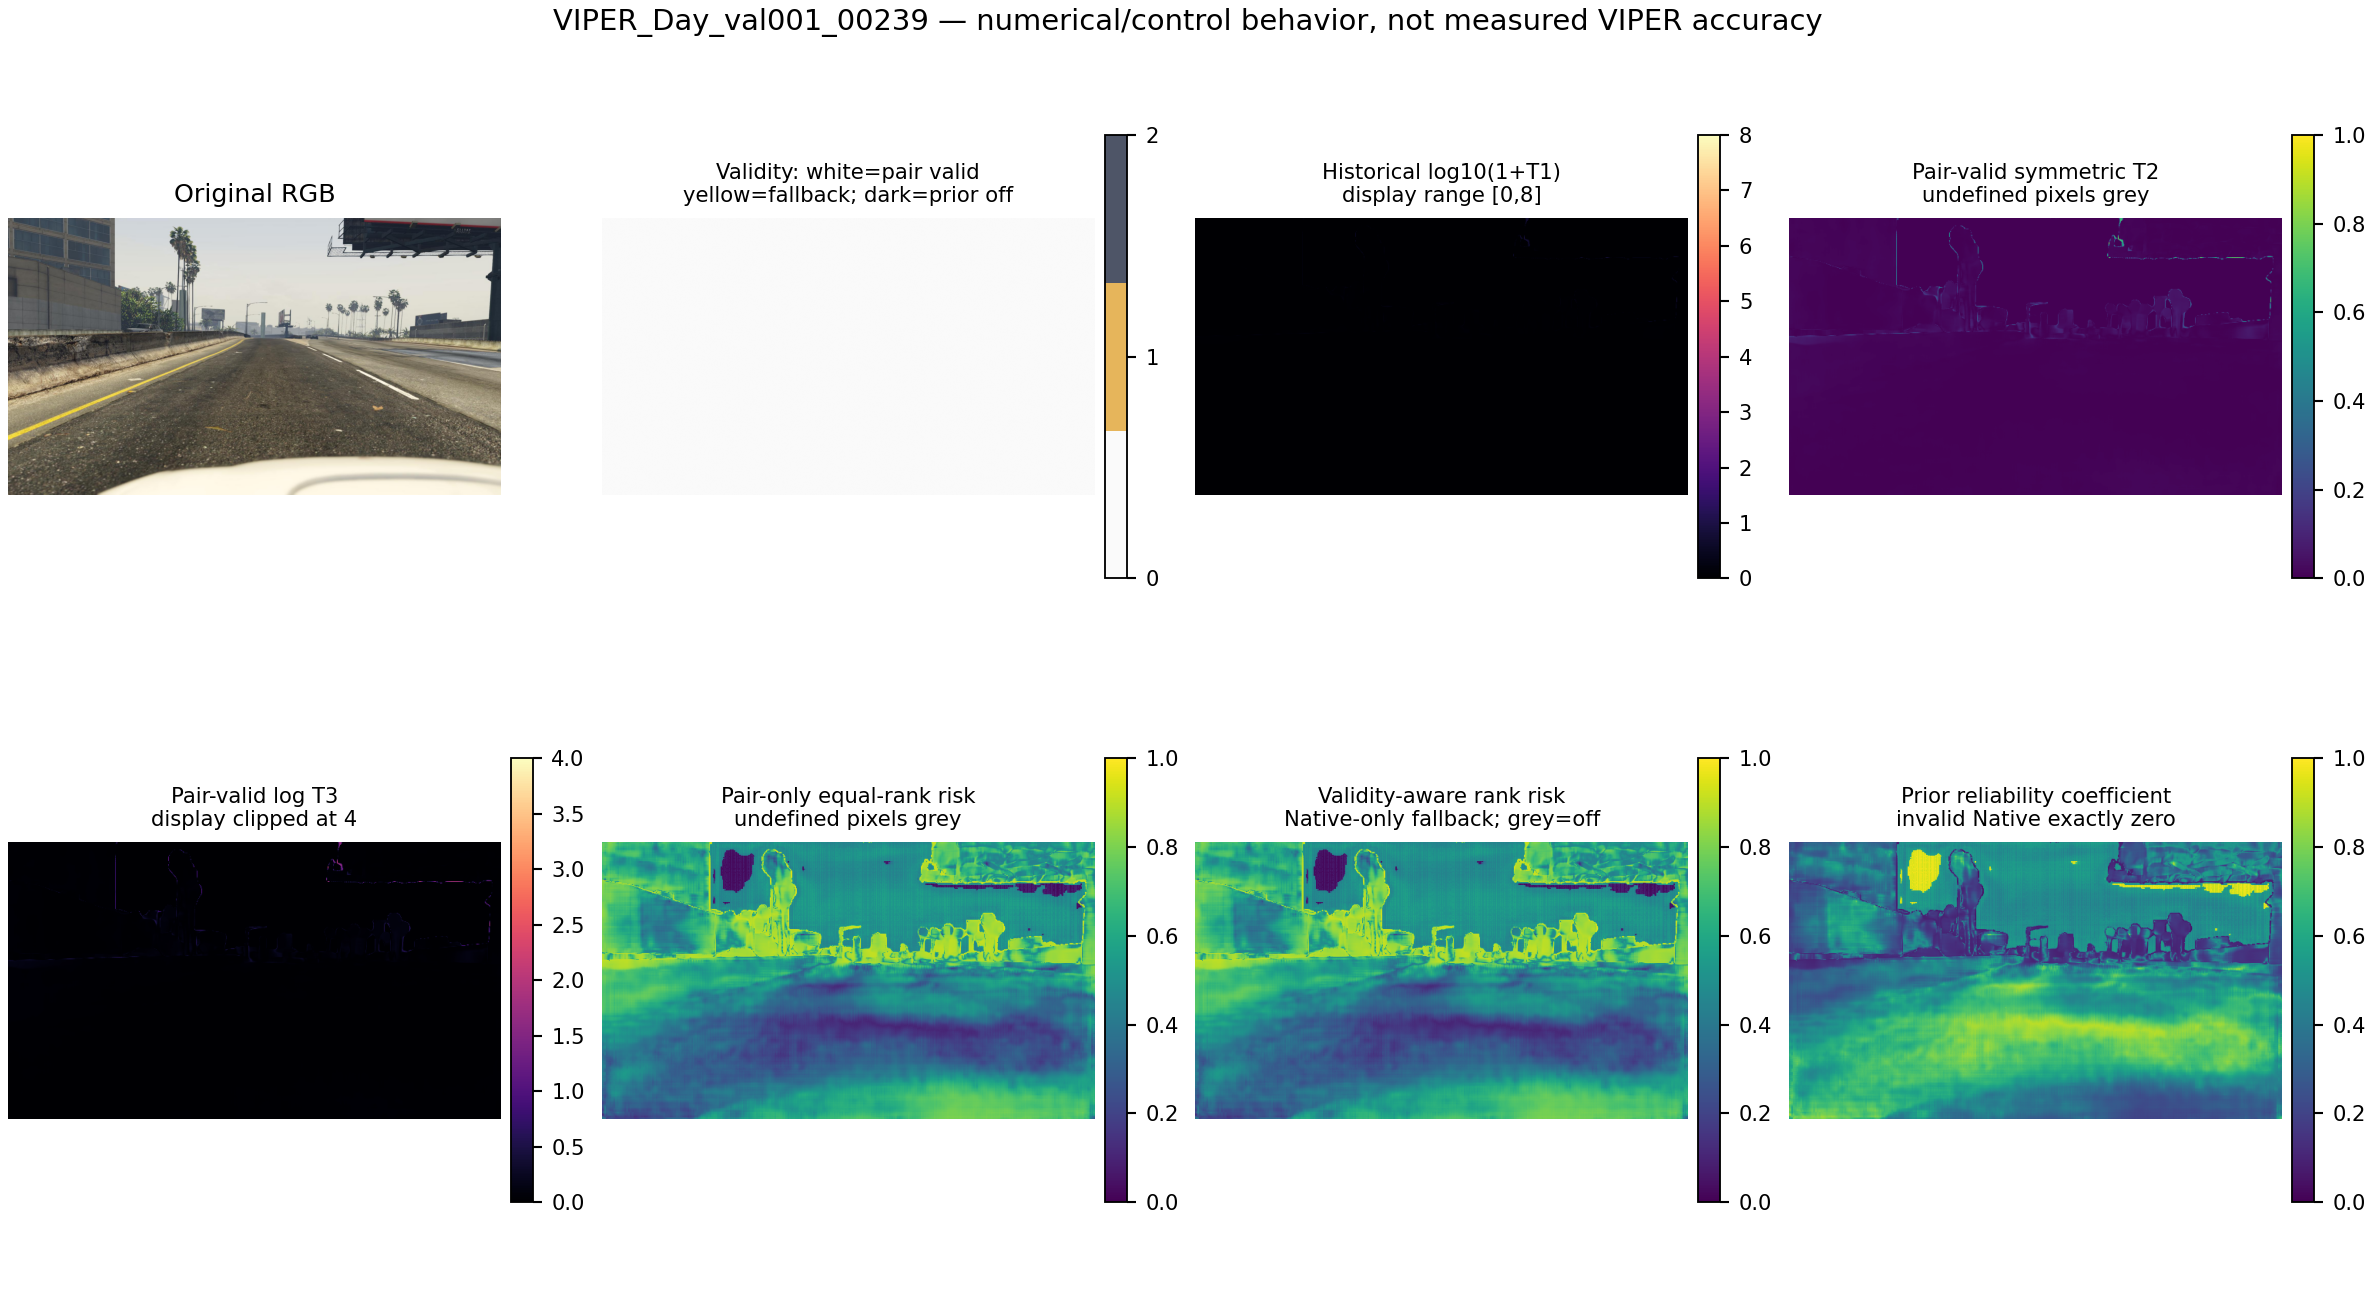 VIPER_Day_val001_00239 — numerical/control behavior, not measured VIPER accuracy
Original RGB
Validity: white=pair valid
yellow=fallback; dark=prior off
2
1
0
Historical log10(1+T1)
display range [0,8]
8
7
6
5
4
3
2
1
0
Pair-valid symmetric T2
undefined pixels grey
1.0
0.8
0.6
0.4
0.2
0.0
Pair-valid log T3
display clipped at 4
4.0
3.5
3.0
2.5
2.0
1.5
1.0
0.5
0.0
Pair-only equal-rank risk
undefined pixels grey
1.0
0.8
0.6
0.4
0.2
0.0
Validity-aware rank risk
Native-only fallback; grey=off
1.0
0.8
0.6
0.4
0.2
0.0
Prior reliability coefficient
invalid Native exactly zero
1.0
0.8
0.6
0.4
0.2
0.0